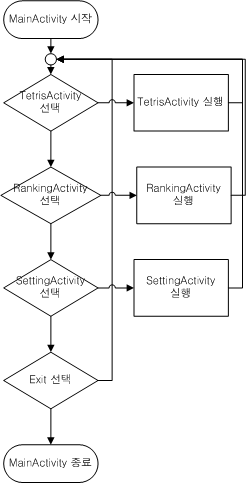 MainActivity 시작
TetrisActivity
선택
TetrisActivity 실행
RankingActivity
선택
RankingActivity
실행
SettingActivity
선택
SettingActivity
실행
Exit 선택
MainActivity 종료